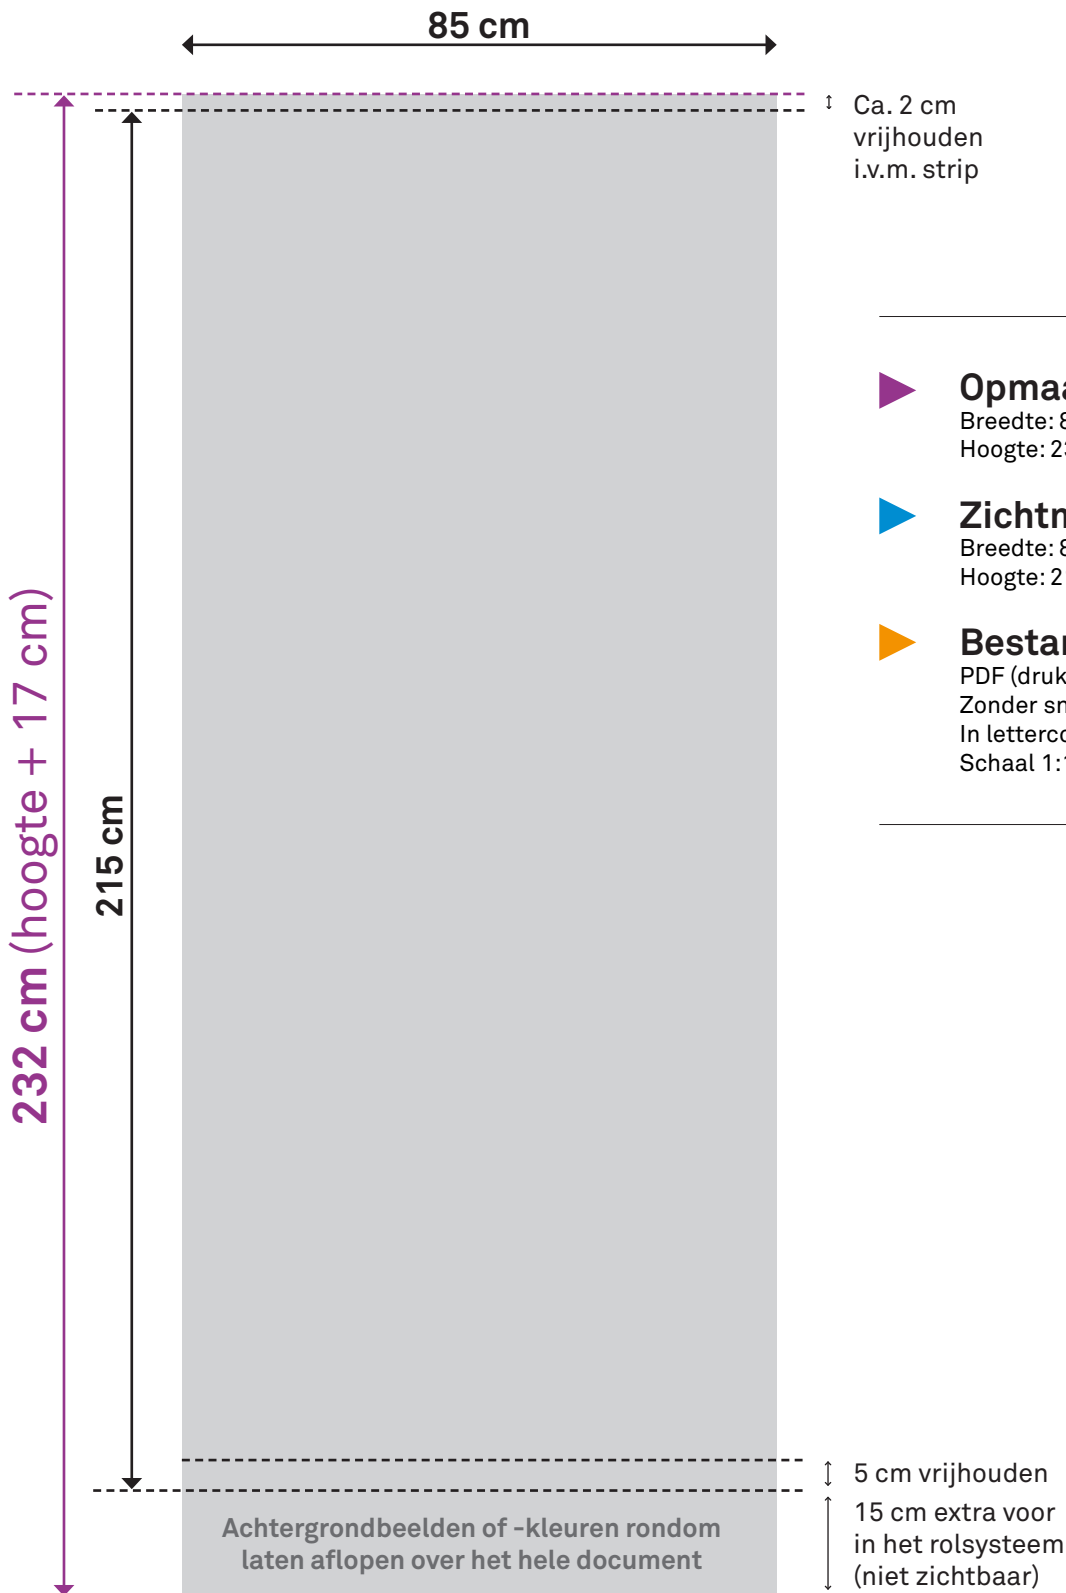 85 cm
Ca. 2 cm
vrijhouden
i.v.m. strip
Breedte:
Hoogte:
Breedte:
Hoogte:
PDF
Zonder
In
Schaal
232 cm (hoogte + 17 cm)
215 cm
5 cm vrijhouden
15 cm extra voor
in het rolsysteem
(niet zichtbaar)
Achtergrondbeelden of -kleuren rondom
laten aflopen over het hele document